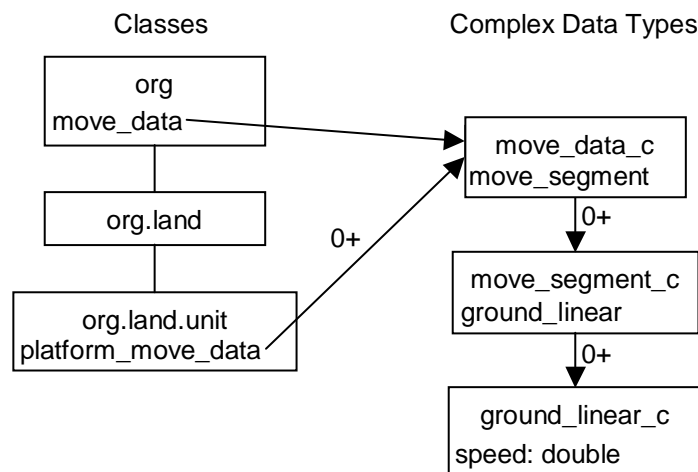 Classes
Complex Data Types
org
move_data
org.land
0+
org.land.unit
platform_move_data
move_data_c
move_segment
0+
move_segment_c
ground_linear
0+
ground_linear_c
speed: double